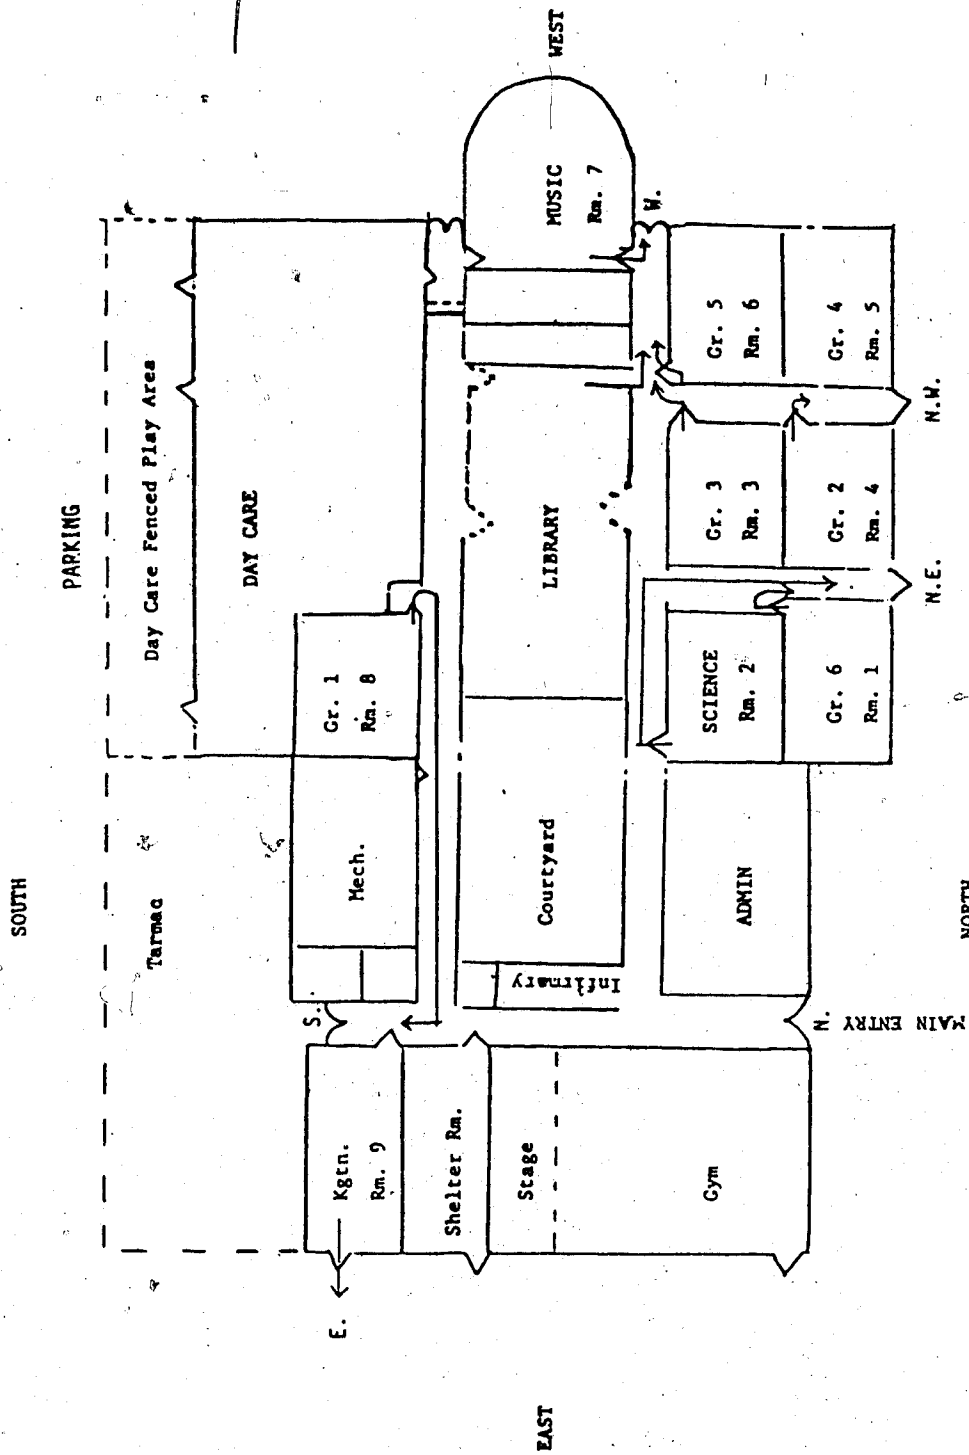 SOUTH
PARKING
Tarmac
Day Care Fenced Play Area
DAY CARE
S.
Mech.
Gr. 1
Rm. 8
Kgtn.
Rm. 9
E.
Shelter Rm.
Stage
Gym
Infirmary
Courtyard
LIBRARY
MUSIC
Rm. 7
WEST
EAST
W.
ADMIN
SCIENCE
Rm. 2
Gr. 3
Rm. 3
Gr. 5
Rm. 6
Gr. 6
Rm. 1
Gr. 2
Rm. 4
Gr. 4
Rm. 5
N.
MAIN ENTRY
N.E.
N.W.
NORTH